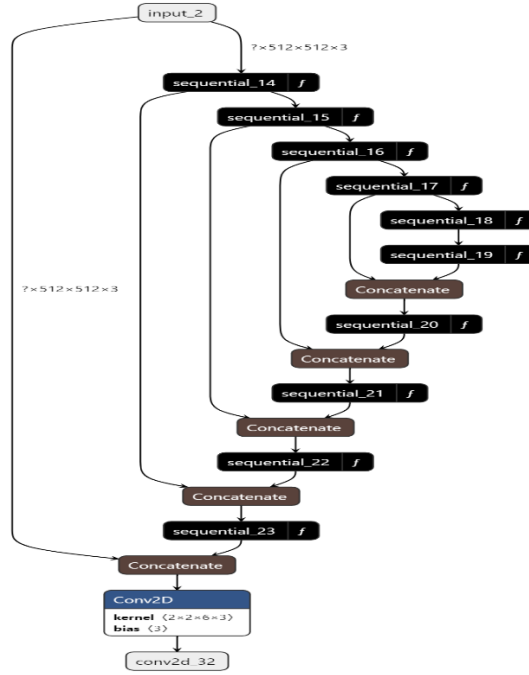 input_2
?×512×512×3
sequential_14 f
sequential_15 f
sequential_16 f
sequential_17 f
sequential_18 f
sequential_19 f
?×512×512×3
Concatenate
sequential_20 f
Concatenate
sequential_21 f
Concatenate
sequential_22 f
Concatenate
sequential_23 f
Concatenate
Conv2D
kernel (2×2×6×3)
bias (3)
conv2d_32